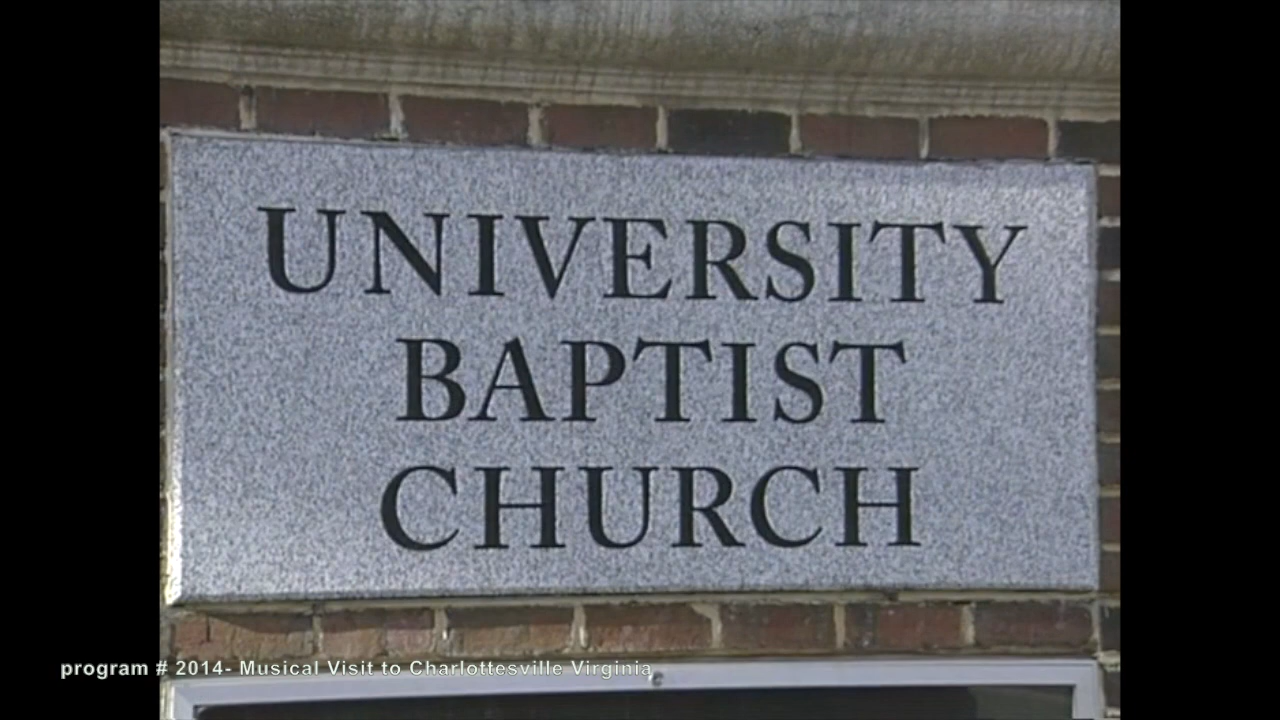 UNIVERSITY
BAPTIST
CHURCH
program # 2014- Musical Visit to Charlottesville Virginia